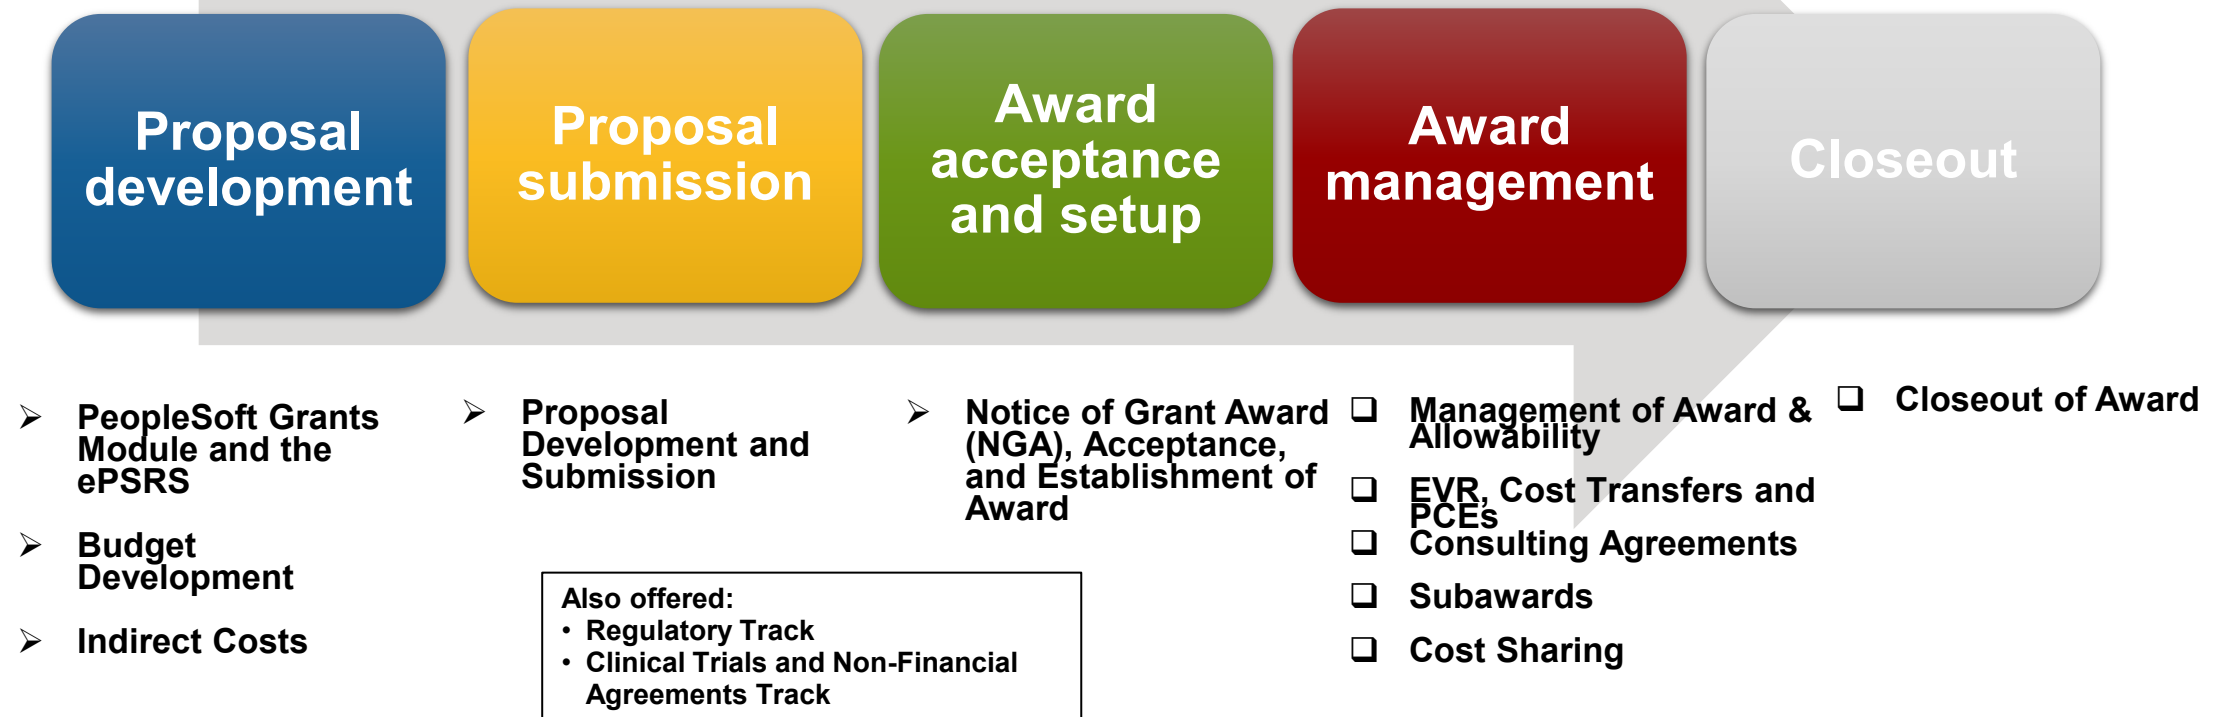 Proposal
development
Proposal
submission
Award
acceptance
and setup
Award
management
Closeout
➢ PeopleSoft Grants
Module and the
ePSRS
➢ Budget
Development
➢ Indirect Costs
➢ Proposal
Development and
Submission
➢ Notice of Grant Award
(NGA), Acceptance,
and Establishment of
Award
❑ Management of Award &
Allowability
❑ EVR, Cost Transfers and
PCEs
❑ Consulting Agreements
❑ Subawards
❑ Cost Sharing
❑ Closeout of Award
Also offered:
• Regulatory Track
• Clinical Trials and Non-Financial
Agreements Track